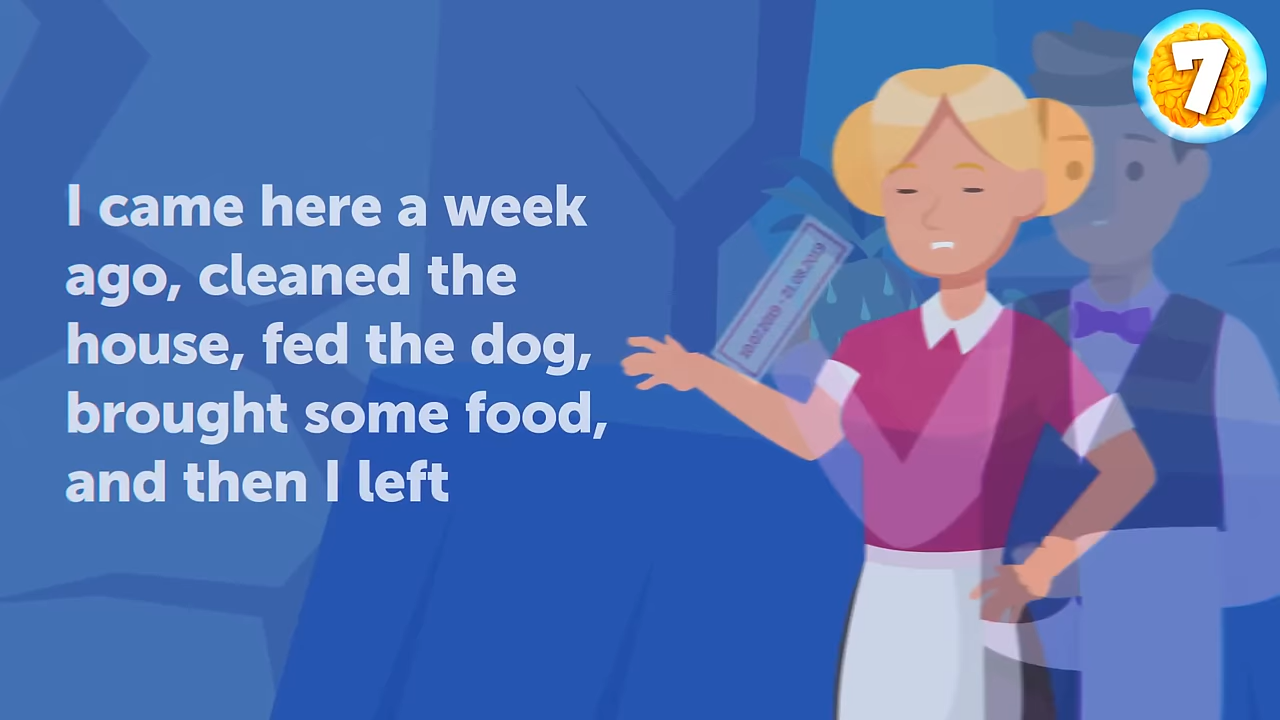 7
I came here a week
ago, cleaned the
house, fed the dog,
brought some food,
and then I left